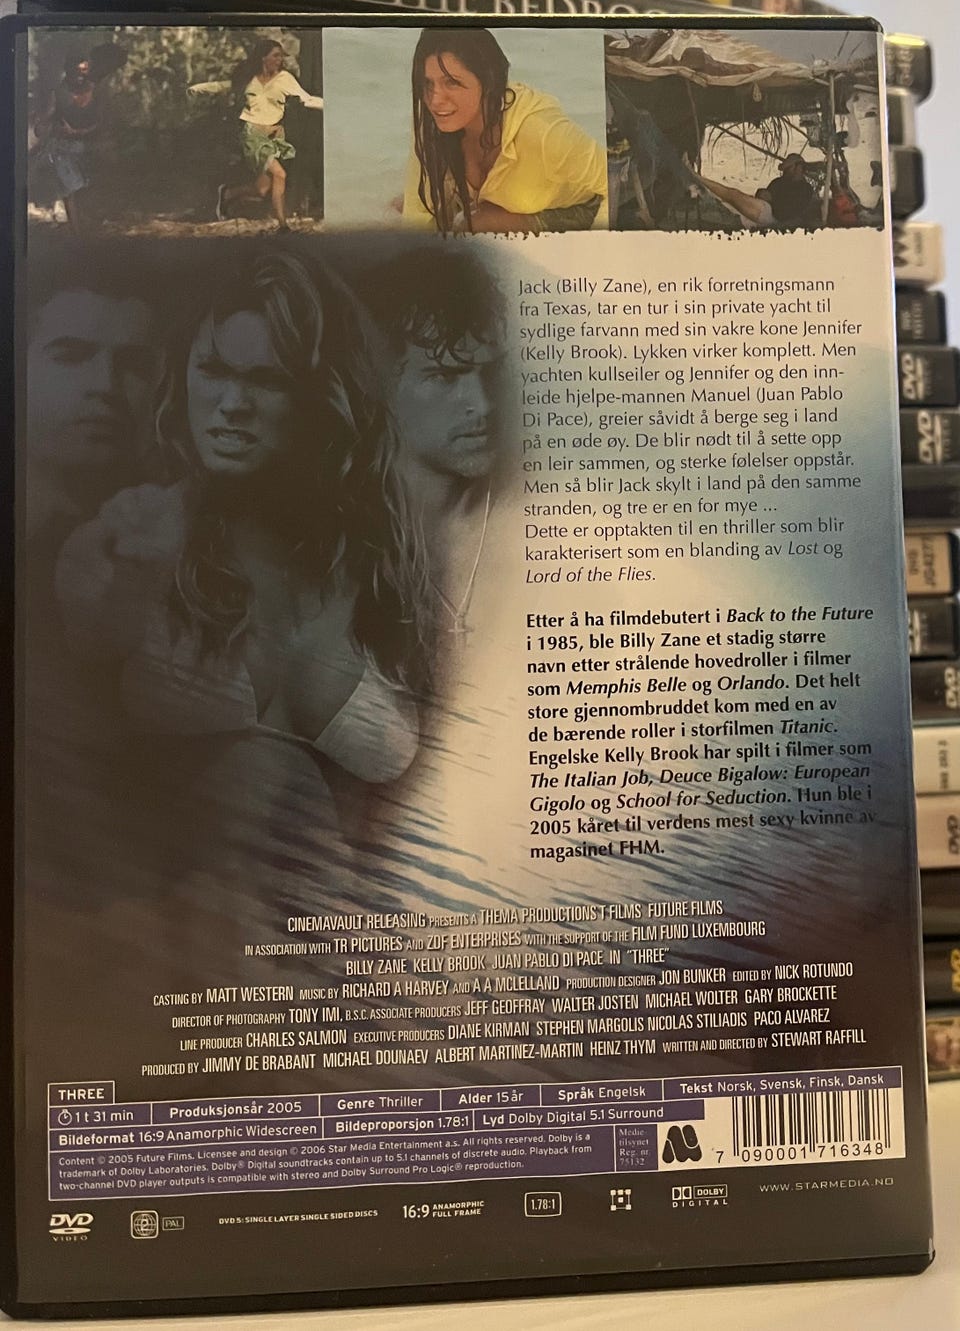 Jack (Billy Zane), en rik forretningsmann
fra Texas, tar en tur i sin private yacht til
sydlige farvann med sin vakre kone Jennifer
(Kelly Brook). Lykken virker komplett. Men
yachten kullseiler og Jennifer og den inn-
leide hjelpe-mannen Manuel (Juan Pablo
Di Pace), greier såvidt å berge seg i land
på en øde øy. De blir nødt til å sette opp
en leir sammen, og sterke følelser oppstår.
Men så blir Jack skylt i land på den samme
stranden, og tre er en for mye ...
Dette er opptakten til en thriller som blir
karakterisert som en blanding av Lost og
Lord of the Flies.
Etter å ha filmdebutert i Back to the Future
i 1985, ble Billy Zane et stadig større
navn etter strålende hovedroller i filmer
som Memphis Belle og Orlando. Det helt
store gjennombruddet kom med en av
de bærende roller i storfilmen Titanic.
Engelske Kelly Brook har spilt i filmer som
The Italian Job, Deuce Bigalow: European
Gigolo og School for Seduction. Hun ble i
2005 kåret til verdens mest sexy kvinne av
magasinet FHM.
CINEMAVAULT RELEASING PRESENTS A THEMA PRODUCTIONS T FILMS FUTURE FILMS
IN ASSOCIATION WITH TR PICTURES AND ZDF ENTERPRISES WITH THE SUPPORT OF THE FILM FUND LUXEMBOURG
BILLY ZANE KELLY BROOK JUAN PABLO DI PACE IN "THREE"
CASTING BY MATT WESTERN MUSIC BY RICHARD A HARVEY AND A A MCLELLAND PRODUCTION DESIGNER JON BUNKER EDITED BY NICK ROTUNDO
DIRECTOR OF PHOTOGRAPHY TONY IMI, B.S.C. ASSOCIATE PRODUCERS JEFF GEOFFRAY WALTER JOSTEN MICHAEL WOLTER GARY BROCKETTE
LINE PRODUCER CHARLES SALMON EXECUTIVE PRODUCERS DIANE KIRMAN STEPHEN MARGOLIS NICOLAS STILIADIS PACO ALVAREZ
PRODUCED BY JIMMY DE BRABANT MICHAEL DOUNAEV ALBERT MARTINEZ-MARTIN HEINZ THYM WRITTEN AND DIRECTED BY STEWART RAFFILL
THREE
1 t 31 min Produksjonsår 2005 Genre Thriller Alder 15 år Språk Engelsk Tekst Norsk, Svensk, Finsk, Dansk
Bildeformat 16:9 Anamorphic Widescreen Bildeproporsjon 1.78:1 Lyd Dolby Digital 5.1 Surround
Content © 2005 Future Films. Licensee and design © 2006 Star Media Entertainment a.s. All rights reserved. Dolby is a
trademark of Dolby Laboratories. Dolby® Digital soundtracks contain up to 5.1 channels of discrete audio. Playback from
two-channel DVD player outputs is compatible with stereo and Dolby Surround Pro Logic® reproduction.
Medie-
tilsynet
Reg. nr.
75132
7 090001 716348
DVD
VIDEO
2
PAL
DVD 5: SINGLE LAYER SINGLE SIDED DISCS
16:9 ANAMORPHIC
FULL FRAME
1.78:1
DOLBY
DIGITAL
WWW.STARMEDIA.NO